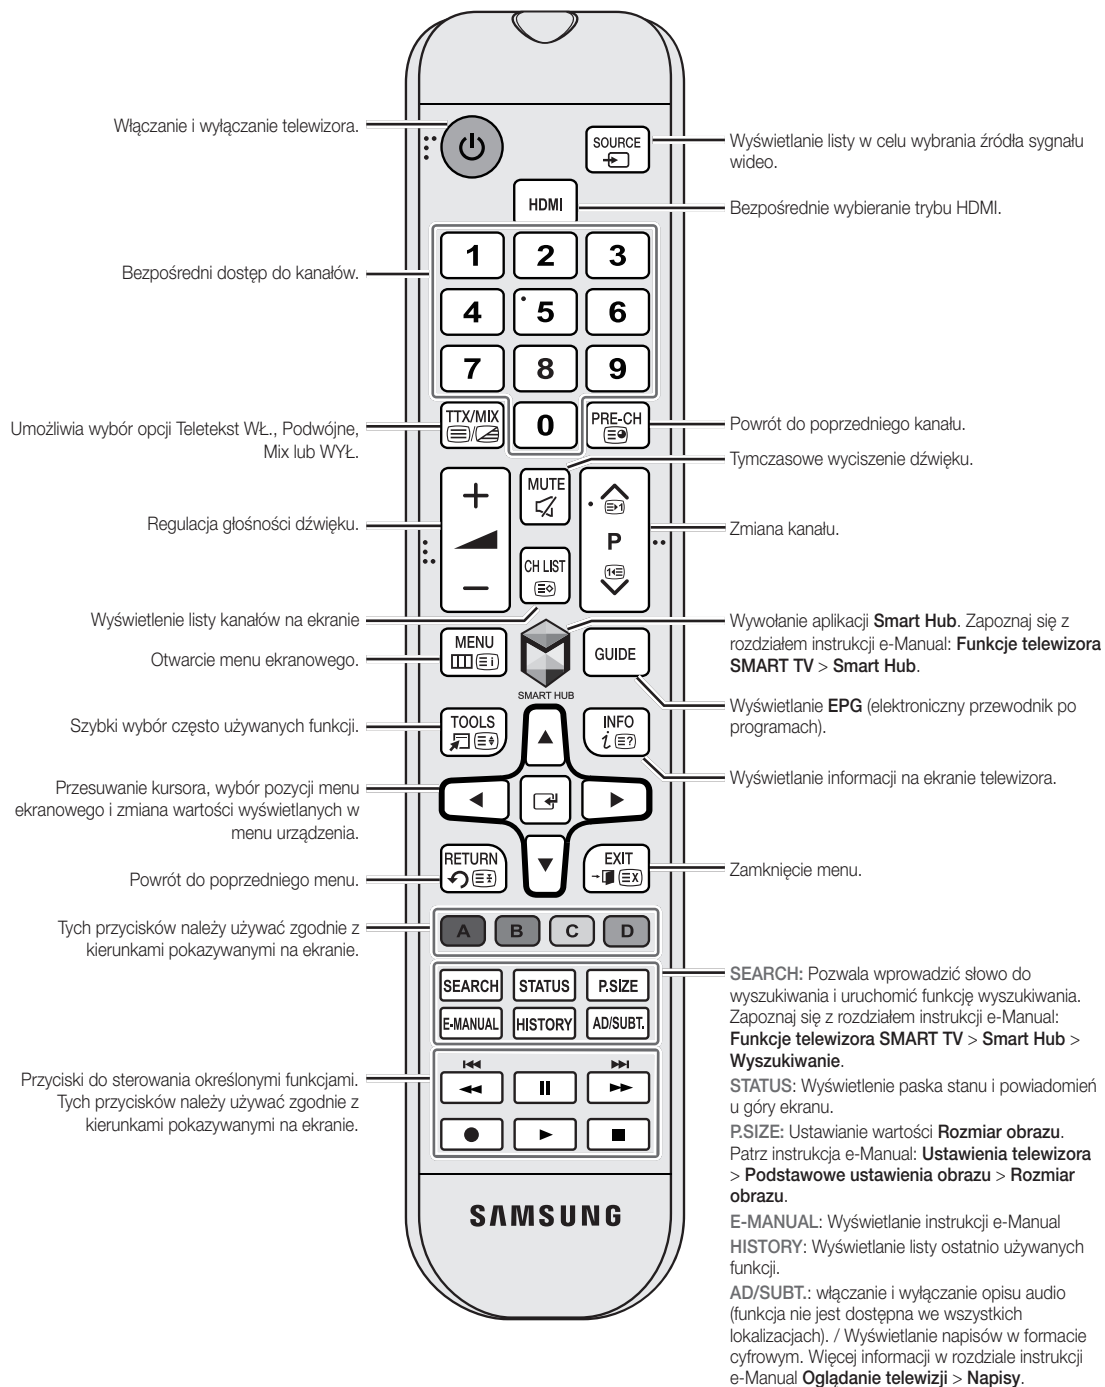 Włączanie i wyłączanie telewizora.
SOURCE
Wyświetlanie listy w celu wybrania źródła sygnału
wideo.
HDMI
Bezpośrednie wybieranie trybu HDMI.
Bezpośredni dostęp do kanałów.
1 2 3
4 5 6
7 8 9
TTX/MIX 0 PRE-CH
Umożliwia wybór opcji Teletekst WŁ., Podwójne,
Mix lub WYŁ.
Powrót do poprzedniego kanału.
Tymczasowe wyciszenie dźwięku.
MUTE
Regulacja głośności dźwięku.
P
Zmiana kanału.
CH LIST
Wyświetlenie listy kanałów na ekranie
Wywołanie aplikacji Smart Hub. Zapoznaj się z
rozdziałem instrukcji e-Manual: Funkcje telewizora
SMART TV > Smart Hub.
MENU
GUIDE
Otwarcie menu ekranowego.
SMART HUB
Wyświetlanie EPG (elektroniczny przewodnik po
programach).
TOOLS
INFO
Szybki wybór często używanych funkcji.
Wyświetlanie informacji na ekranie telewizora.
Przesuwanie kursora, wybór pozycji menu
ekranowego i zmiana wartości wyświetlanych w
menu urządzenia.
RETURN
EXIT
Powrót do poprzedniego menu.
Zamknięcie menu.
Tych przycisków należy używać zgodnie z
kierunkami pokazywanymi na ekranie.
A B C D
SEARCH STATUS P.SIZE
E-MANUAL HISTORY AD/SUBT.
Przyciski do sterowania określonymi funkcjami.
Tych przycisków należy używać zgodnie z
kierunkami pokazywanymi na ekranie.
SAMSUNG
SEARCH: Pozwala wprowadzić słowo do
wyszukiwania i uruchomić funkcję wyszukiwania.
Zapoznaj się z rozdziałem instrukcji e-Manual:
Funkcje telewizora SMART TV > Smart Hub >
Wyszukiwanie.
STATUS: Wyświetlenie paska stanu i powiadomień
u góry ekranu.
P.SIZE: Ustawianie wartości Rozmiar obrazu.
Patrz instrukcja e-Manual: Ustawienia telewizora
> Podstawowe ustawienia obrazu > Rozmiar
obrazu.
E-MANUAL: Wyświetlanie instrukcji e-Manual
HISTORY: Wyświetlanie listy ostatnio używanych
funkcji.
AD/SUBT.: włączanie i wyłączanie opisu audio
(funkcja nie jest dostępna we wszystkich
lokalizacjach). / Wyświetlanie napisów w formacie
cyfrowym. Więcej informacji w rozdziale instrukcji
e-Manual Oglądanie telewizji > Napisy.